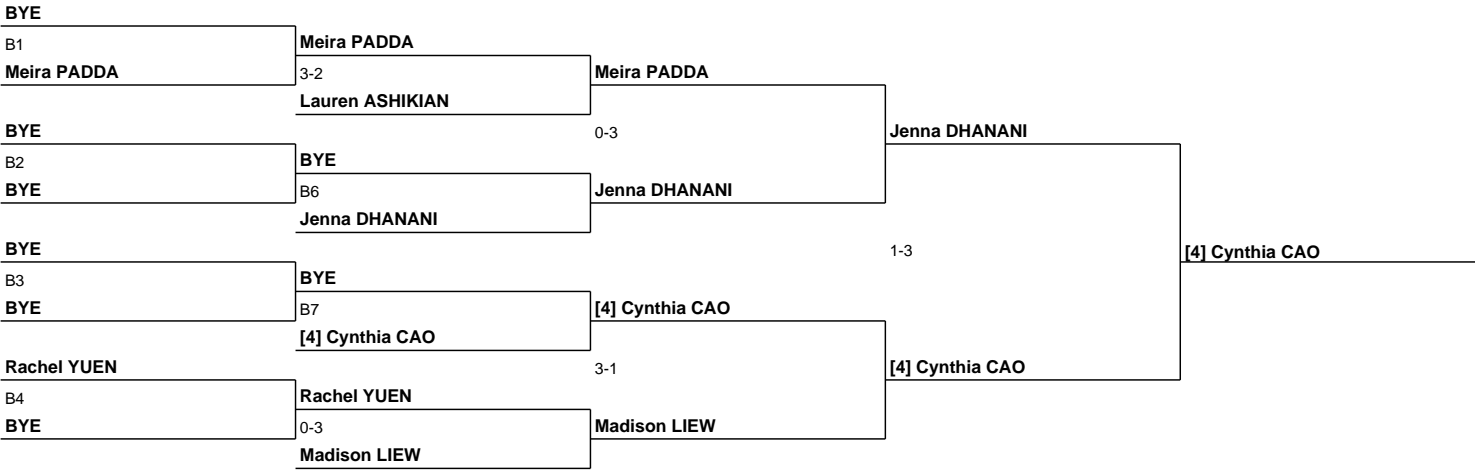 BYE
B1
Meira PADDA
BYE
B2
BYE
BYE
B3
BYE
Rachel YUEN
B4
BYE
Meira PADDA
3-2
Lauren ASHIKIAN
BYE
B6
Jenna DHANANI
BYE
B7
[4] Cynthia CAO
Rachel YUEN
0-3
Madison LIEW
Meira PADDA
0-3
Jenna DHANANI
[4] Cynthia CAO
3-1
Madison LIEW
Jenna DHANANI
1-3
[4] Cynthia CAO
[4] Cynthia CAO